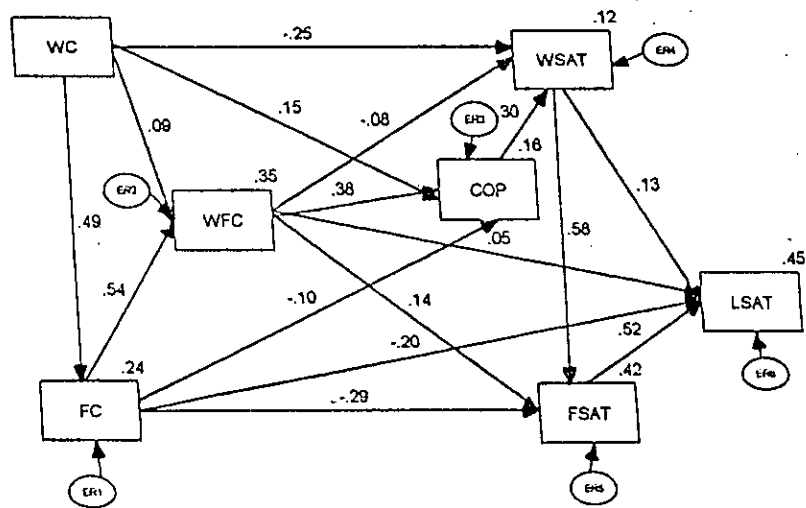 .12
WC
-.25
WSAT
ER4
ER3
.30
.15
-.08
.09
.16
.35
ER2
.38
COP
.13
WFC
.49
.05
.58
.45
.54
LSAT
-.10
.14
-.20
.52
.24
.42
ER6
FC
-.29
FSAT
ER1
ER5